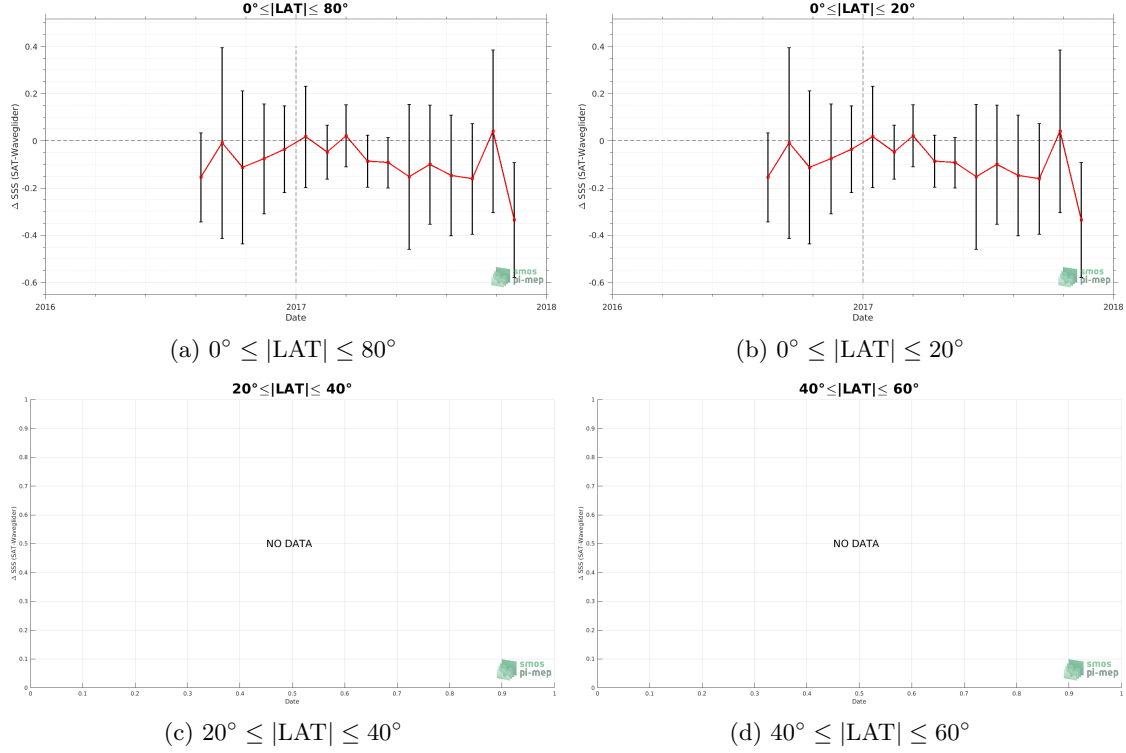 0°≤|LAT|≤ 80°
Δ SSS (SAT-Waveglider)
0.4
0.2
0
-0.2
-0.4
-0.6
2016
2017
2018
Date
smos
pi-mep
(a) 0° ≤ |LAT| ≤ 80°
0°≤|LAT|≤ 20°
Δ SSS (SAT-Waveglider)
0.4
0.2
0
-0.2
-0.4
-0.6
2016
2017
2018
Date
smos
pi-mep
(b) 0° ≤ |LAT| ≤ 20°
20°≤|LAT|≤ 40°
Δ SSS (SAT-Waveglider)
1
0.9
0.8
0.7
0.6
0.5
0.4
0.3
0.2
0.1
0
NO DATA
0 0.1 0.2 0.3 0.4 0.5 0.6 0.7 0.8 0.9 1
Date
smos
pi-mep
(c) 20° ≤ |LAT| ≤ 40°
40°≤|LAT|≤ 60°
Δ SSS (SAT-Waveglider)
1
0.9
0.8
0.7
0.6
0.5
0.4
0.3
0.2
0.1
0
NO DATA
0 0.1 0.2 0.3 0.4 0.5 0.6 0.7 0.8 0.9 1
Date
smos
pi-mep
(d) 40° ≤ |LAT| ≤ 60°